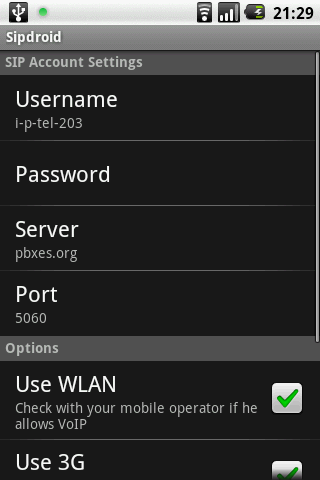 21:29
Sipdroid
SIP Account Settings
Username
i-p-tel-203
Password
Server
pbxes.org
Port
5060
Options
Use WLAN
Check with your mobile operator if he
allows VoIP
Use 3G